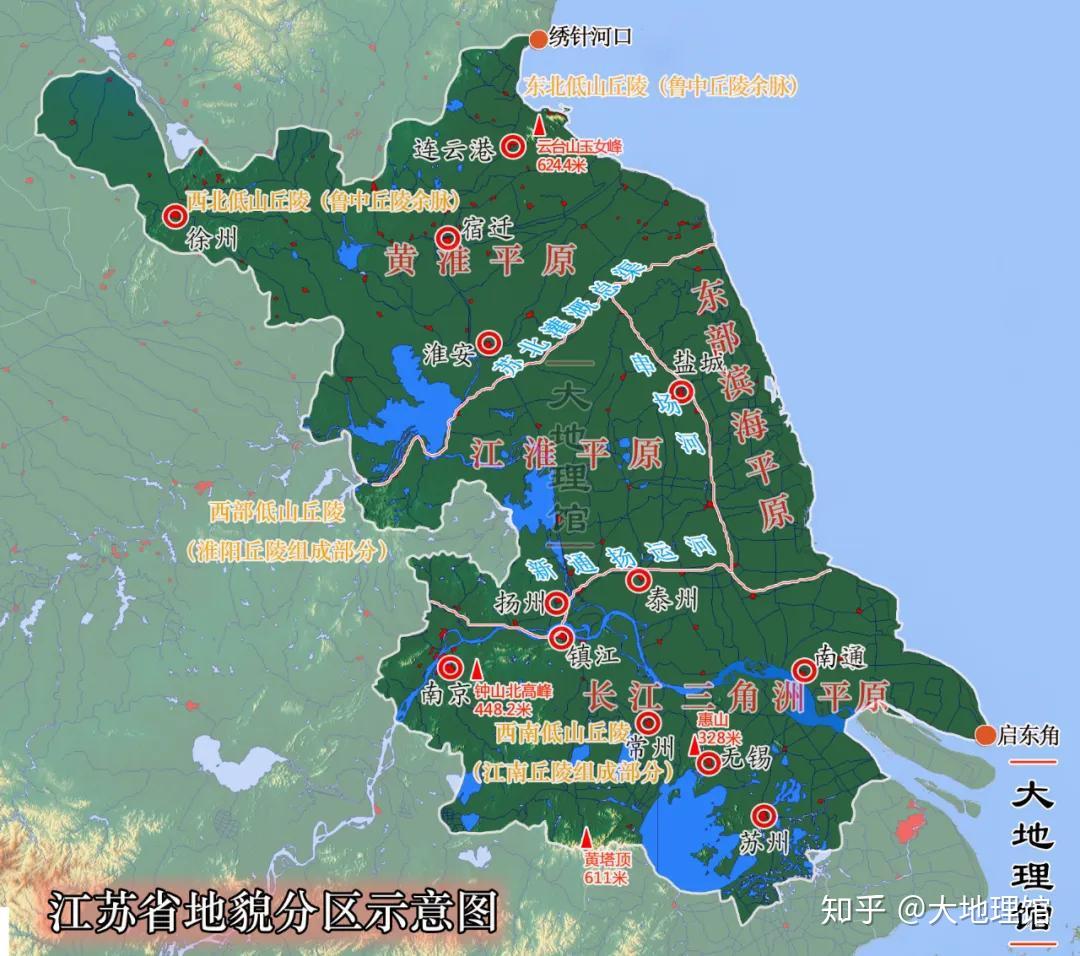 绣针河口
东北低山丘陵（鲁中丘陵余脉）
连云港
云台山玉女峰
624.4米
西北低山丘陵（鲁中丘陵余脉）
徐州
宿迁
黄淮平原
苏北灌溉总渠
东部滨海平原
淮安
盐城
串场河
大地理馆
江淮平原
西部低山丘陵
（淮阳丘陵组成部分）
新通扬运河
扬州
泰州
镇江
南京
钟山北高峰
448.2米
南通
长江三角洲平原
西南低山丘陵
（江南丘陵组成部分）
常州
惠山
328米
无锡
启东角
苏州
黄塔顶
611米
大地理馆
江苏省地貌分区示意图
知乎 @大地理馆